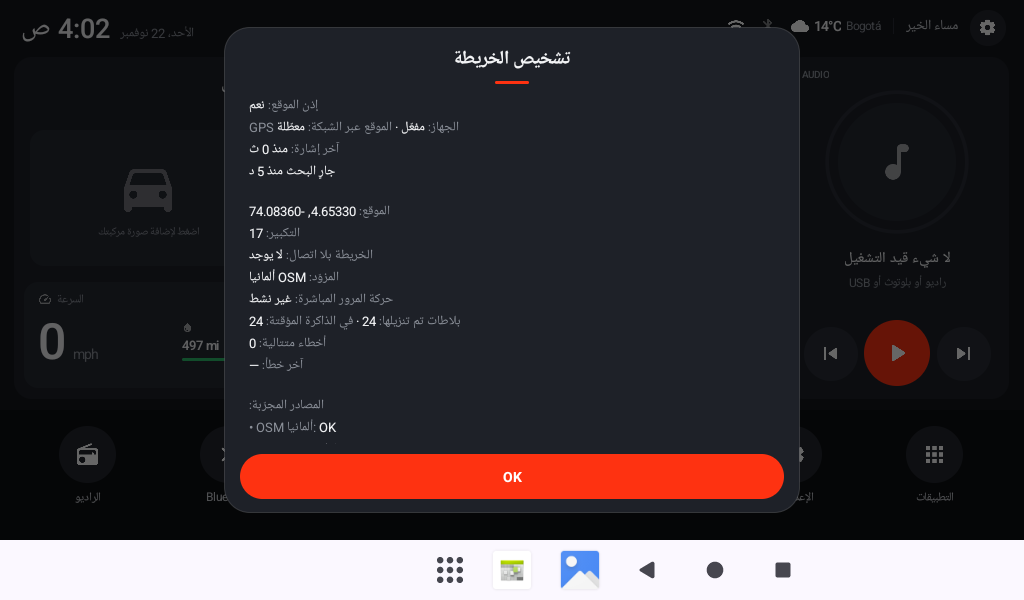 4:02 ص
الأحد، 22 نوفمبر
14°C Bogotá
مساء الخير
تشخيص الخريطة
إذن الموقع: نعم
GPS الجهاز: مفعّل · الموقع عبر الشبكة: معطّلة
آخر إشارة: منذ 0 ث
جارٍ البحث منذ 5 د
الموقع: 4.65330, -74.08360
التكبير: 17
الخريطة بلا اتصال: لا يوجد
المزوّد: OSM ألمانيا
حركة المرور المباشرة: غير نشط
بلاطات تم تنزيلها: 24 · في الذاكرة المؤقتة: 24
أخطاء متتالية: 0
آخر خطأ: —
المصادر المجرّبة:
• OSM ألمانيا: OK
OK
اضغط لإضافة صورة مركبتك
السرعة
0 mph
497 mi
AUDIO
لا شيء قيد التشغيل
راديو أو بلوتوث أو USB
الراديو
التطبيقات